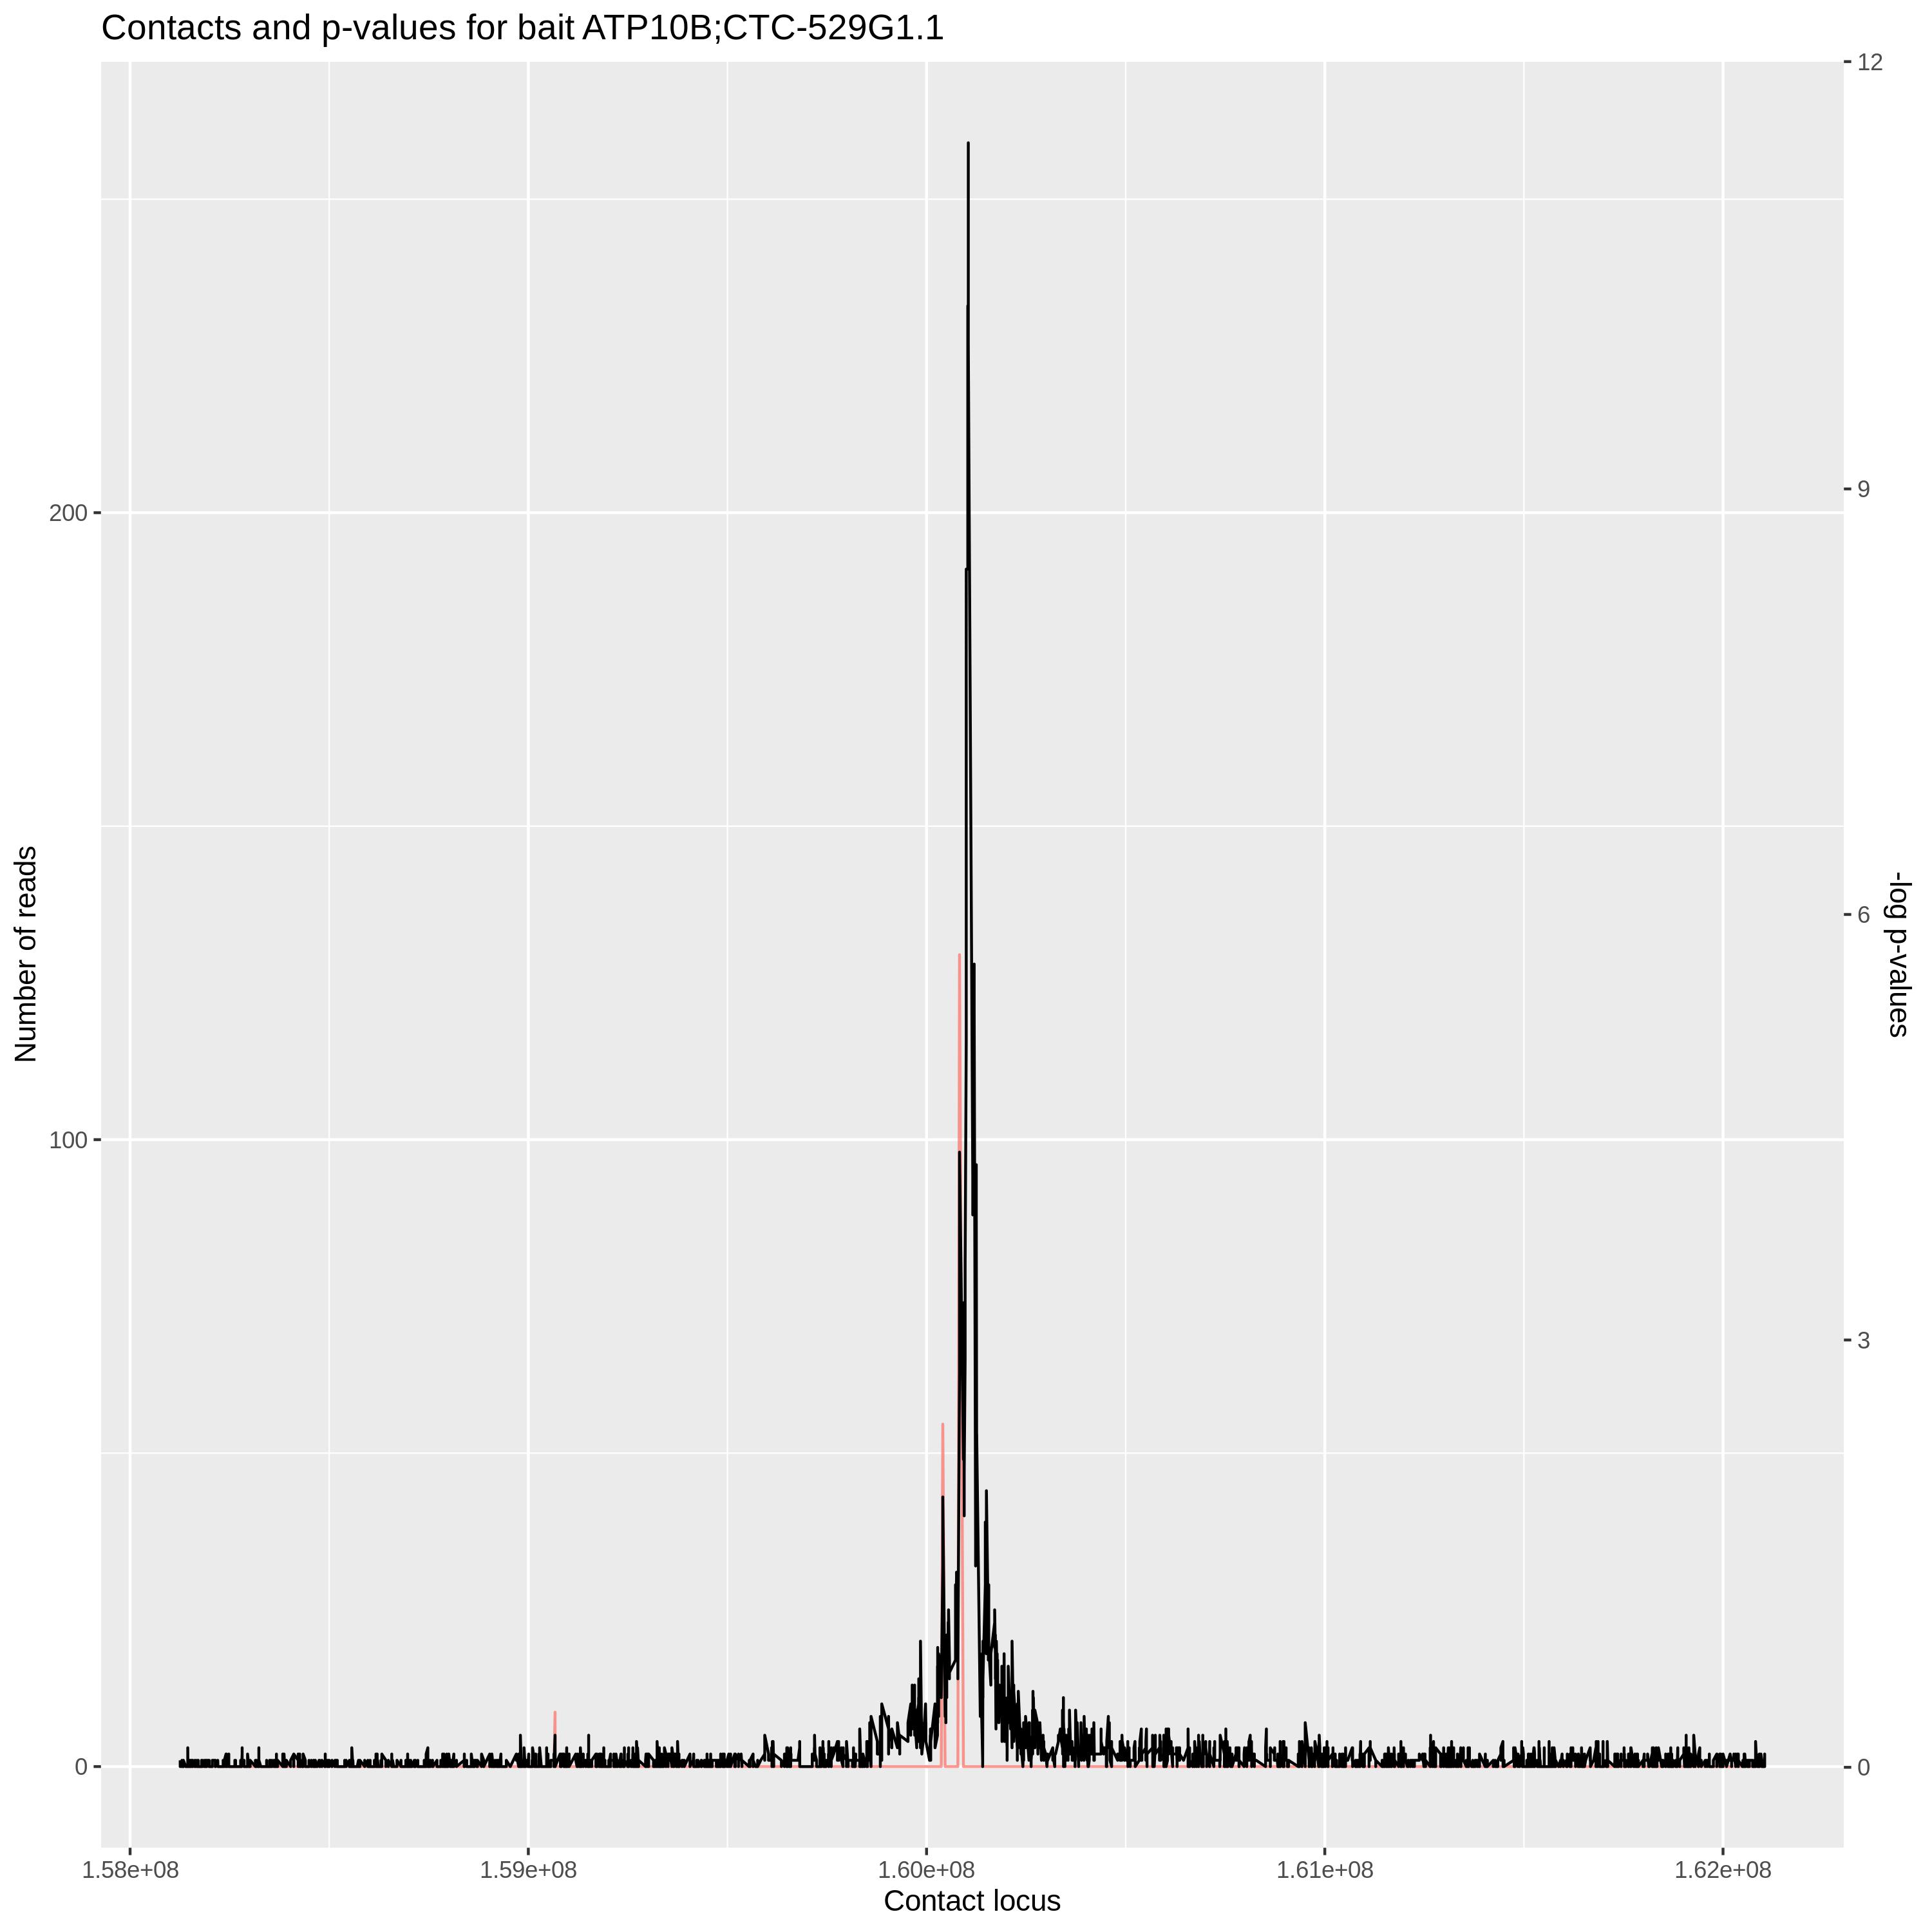 Contacts and p-values for bait ATP10B;CTC-529G1.1
12
200
9
6
Number of reads
-log p-values
100
3
0
0
1.58e+08
1.59e+08
1.60e+08
1.61e+08
1.62e+08
Contact locus